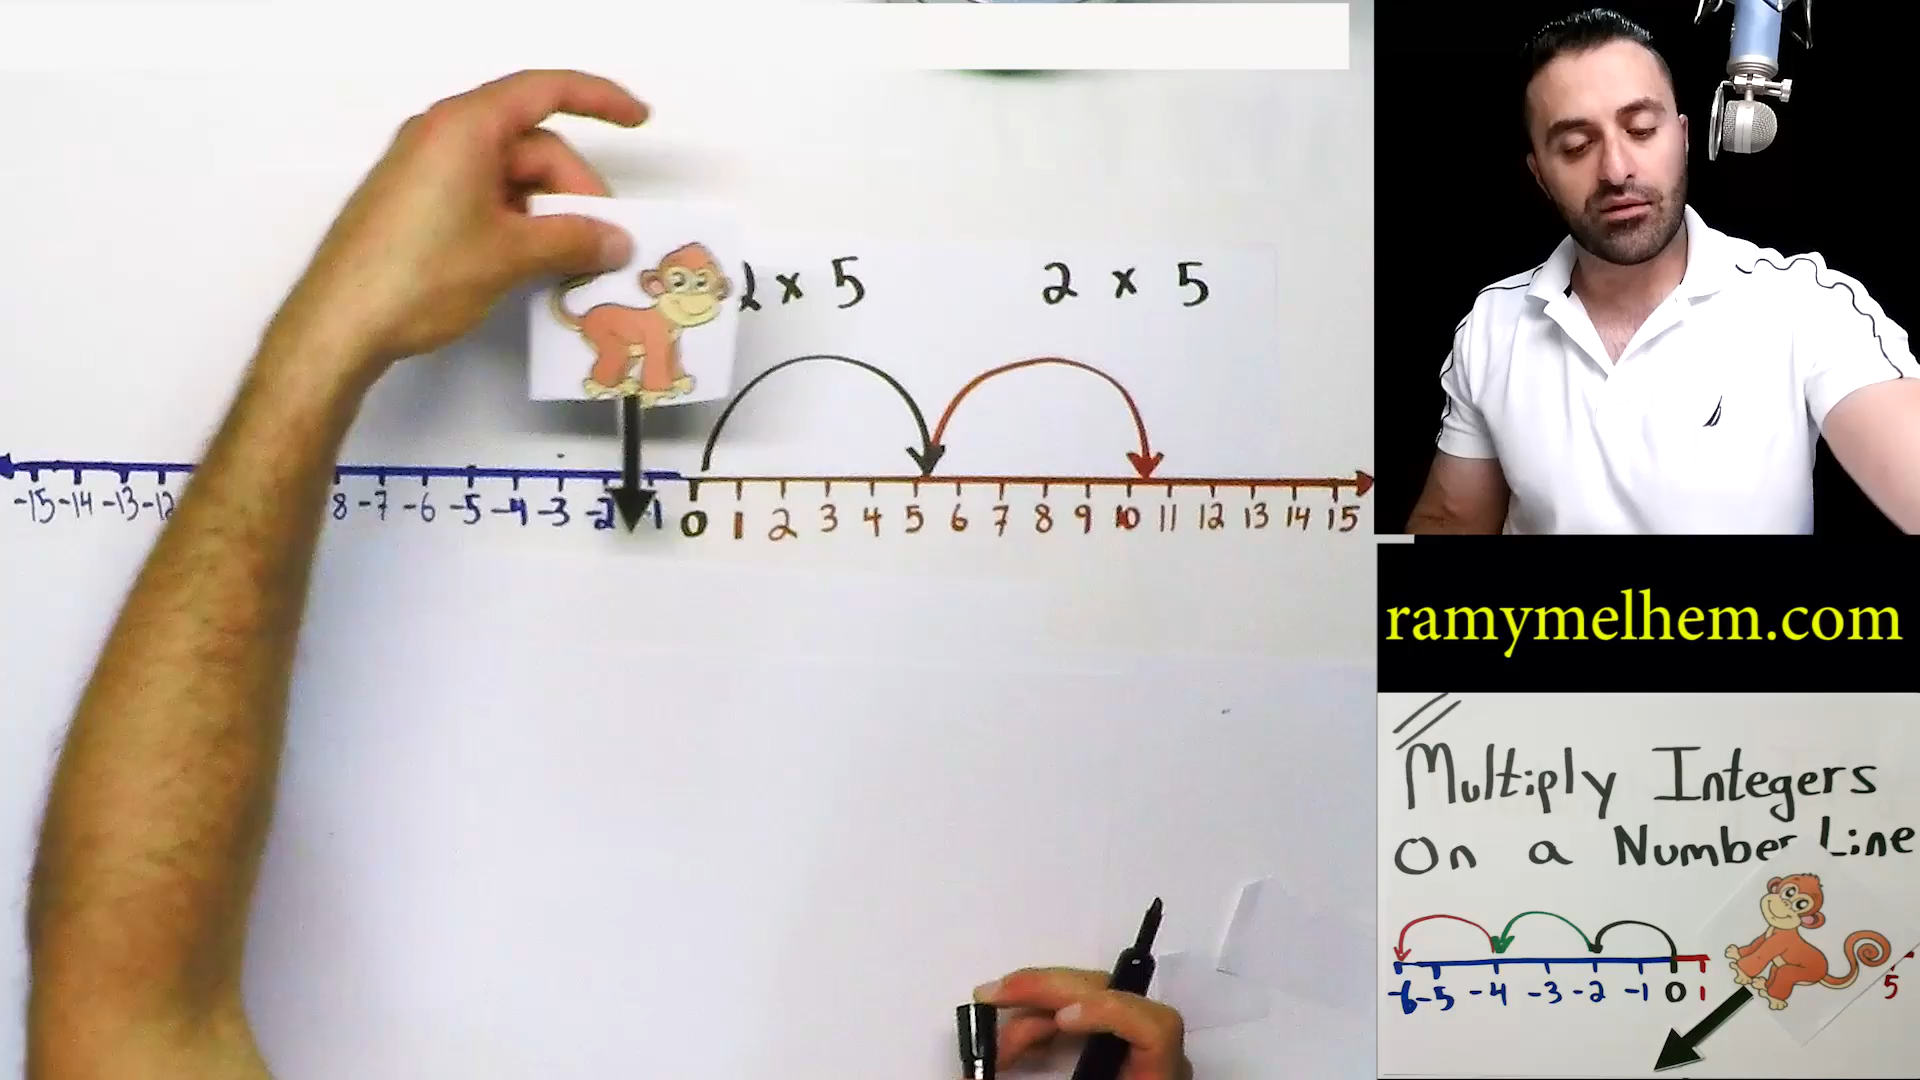 2 x 5
2 x 5
-15 -14 -13 -12 8 -7 -6 -5 -4 -3 -2 -1 0 1 2 3 4 5 6 7 8 9 10 11 12 13 14 15
ramymelhem.com
Multiply Integers
On a Number Line
-6 -5 -4 -3 -2 -1 0 1 5